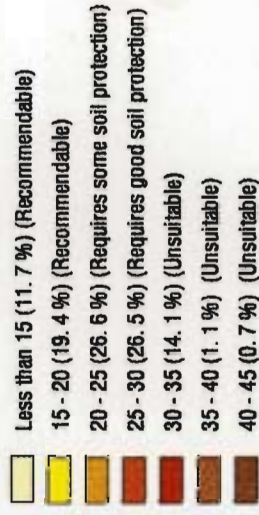 Less than 15 (11. 7 %) (Recommendable)
15 - 20 (19. 4 %) (Recommendable)
20 - 25 (26. 6 %) (Requires some soil protection)
25 - 30 (26. 5 %) (Requires good soil protection)
30 - 35 (14. 1 %) (Unsuitable)
35 - 40 (1. 1 %) (Unsuitable)
40 - 45 (0. 7 %) (Unsuitable)